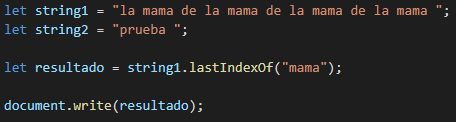 let string1 = "la mama de la mama de la mama de la mama ";
let string2 = "prueba ";
let resultado = string1.lastIndexOf("mama");
document.write(resultado);